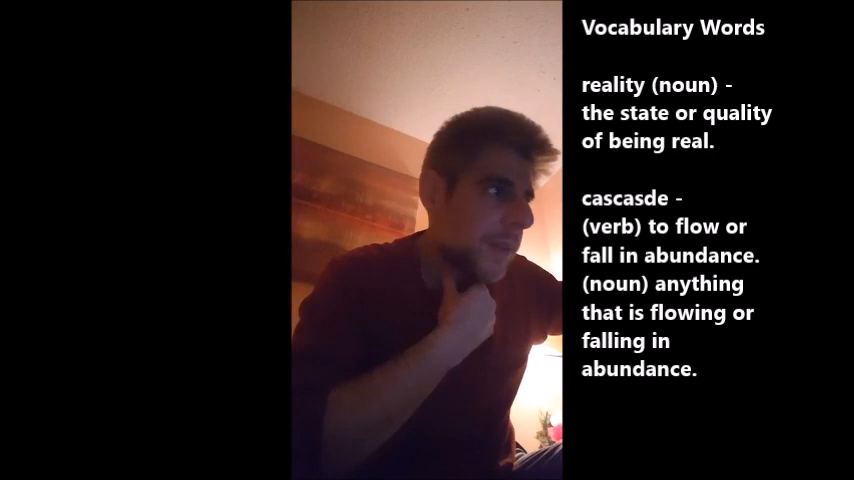 Vocabulary Words
reality (noun) -
the state or quality
of being real.
cascasde -
(verb) to flow or
fall in abundance.
(noun) anything
that is flowing or
falling in
abundance.